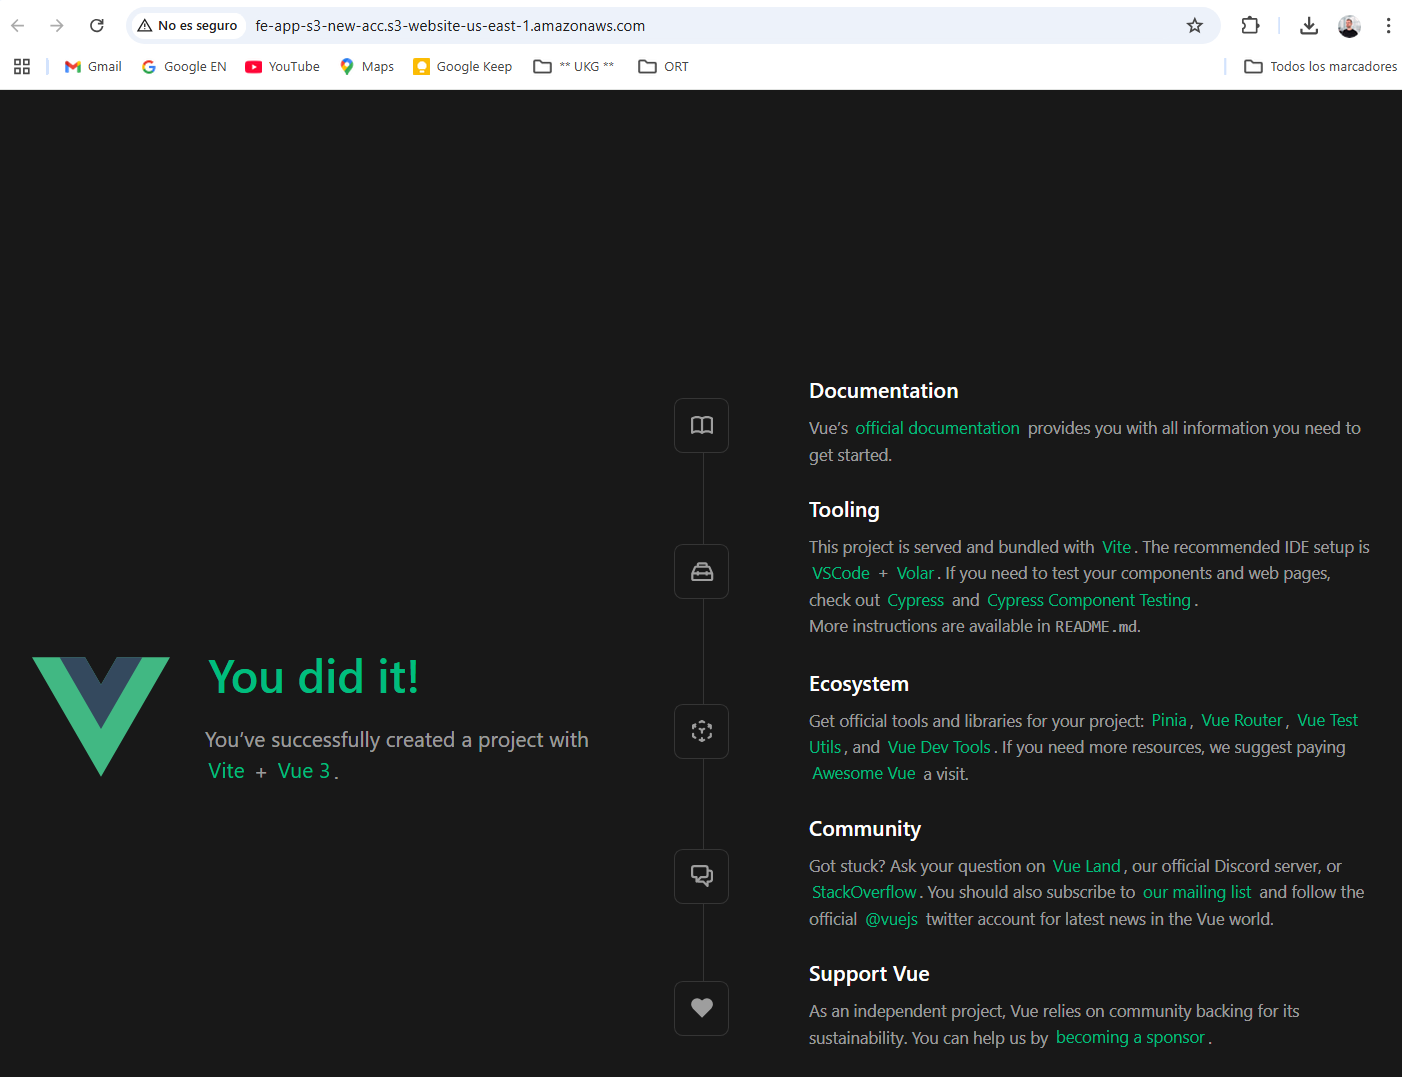 No es seguro fe-app-s3-new-acc.s3-website-us-east-1.amazonaws.com
Gmail Google EN YouTube Maps Google Keep ** UKG ** ORT Todos los marcadores
You did it!
You’ve successfully created a project with
Vite + Vue 3.
Documentation
Vue’s official documentation provides you with all information you need to
get started.
Tooling
This project is served and bundled with Vite. The recommended IDE setup is
VSCode + Volar. If you need to test your components and web pages,
check out Cypress and Cypress Component Testing.
More instructions are available in README.md.
Ecosystem
Get official tools and libraries for your project: Pinia, Vue Router, Vue Test
Utils, and Vue Dev Tools. If you need more resources, we suggest paying
Awesome Vue a visit.
Community
Got stuck? Ask your question on Vue Land, our official Discord server, or
StackOverflow. You should also subscribe to our mailing list and follow the
official @vuejs twitter account for latest news in the Vue world.
Support Vue
As an independent project, Vue relies on community backing for its
sustainability. You can help us by becoming a sponsor.